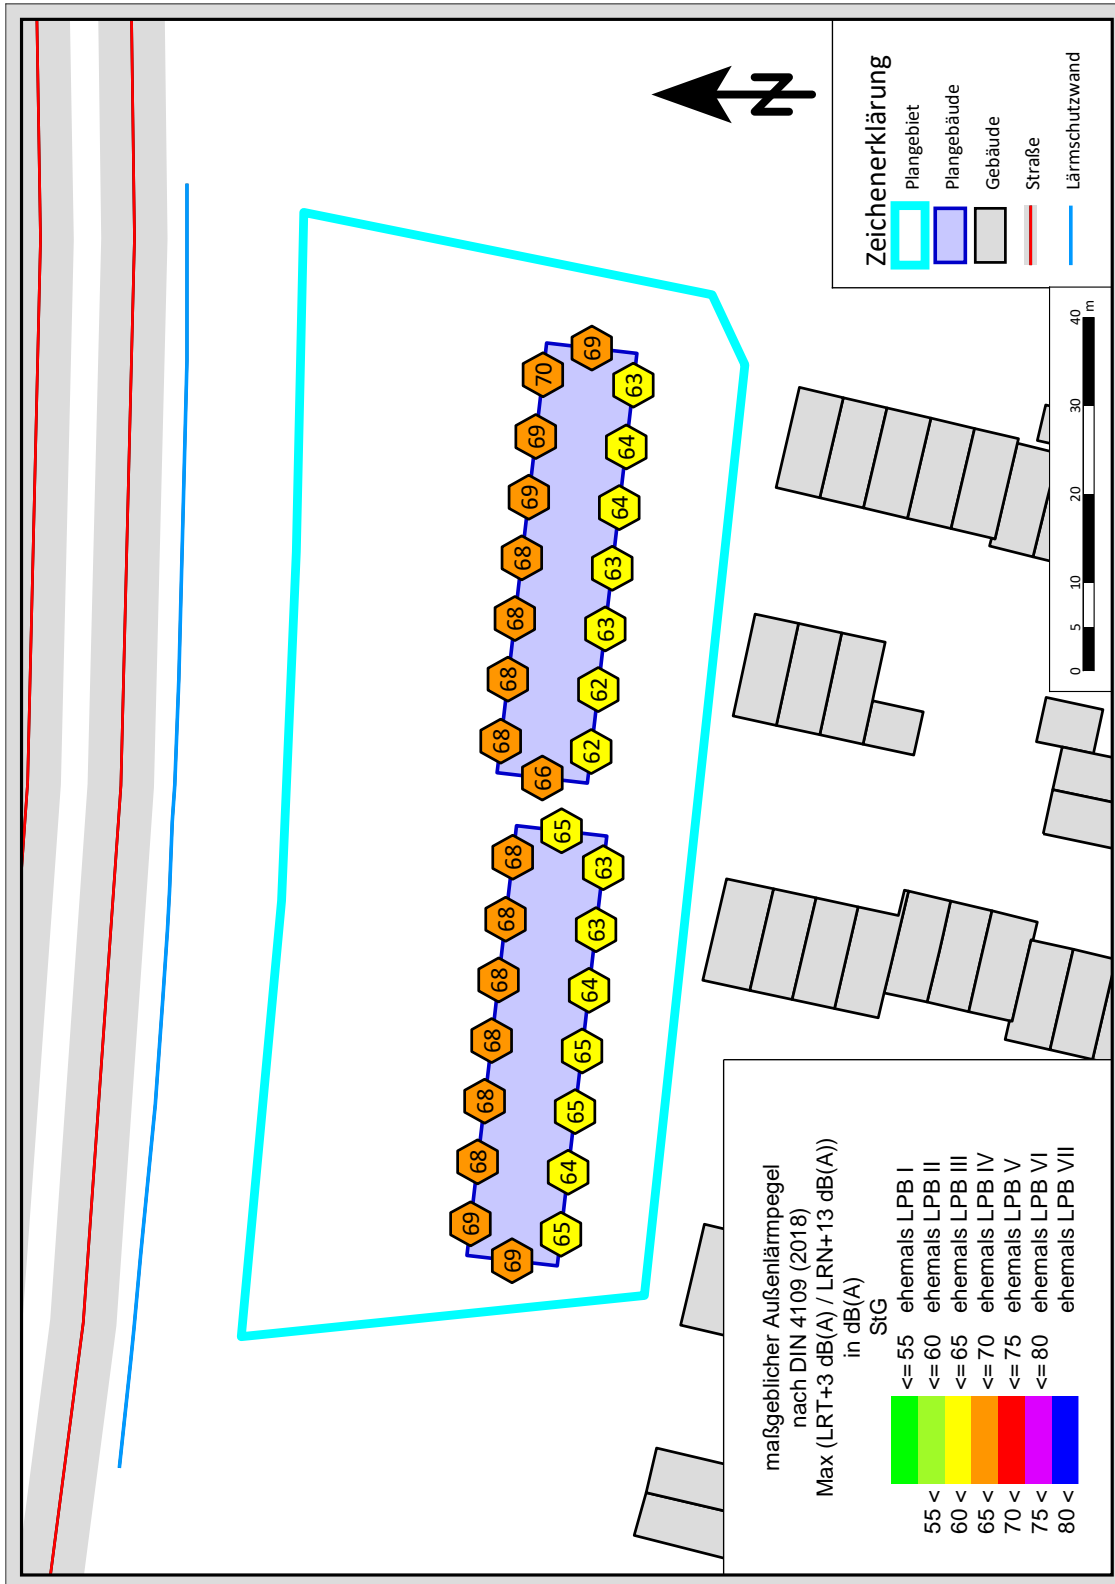 70
69
69
68
68
68
68
66
69
63
64
64
63
63
62
62
68
68
68
68
68
68
69
69
65
63
63
64
65
65
64
65
N
Zeichenerklärung
Plangebiet
Plangebäude
Gebäude
Straße
Lärmschutzwand
0 5 10 20 30 40
m
maßgeblicher Außenlärmpegel
nach DIN 4109 (2018)
Max (LRT+3 dB(A) / LRN+13 dB(A))
in dB(A)
StG
<= 55 ehemals LPB I
55 < <= 60 ehemals LPB II
60 < <= 65 ehemals LPB III
65 < <= 70 ehemals LPB IV
70 < <= 75 ehemals LPB V
75 < <= 80 ehemals LPB VI
80 < ehemals LPB VII